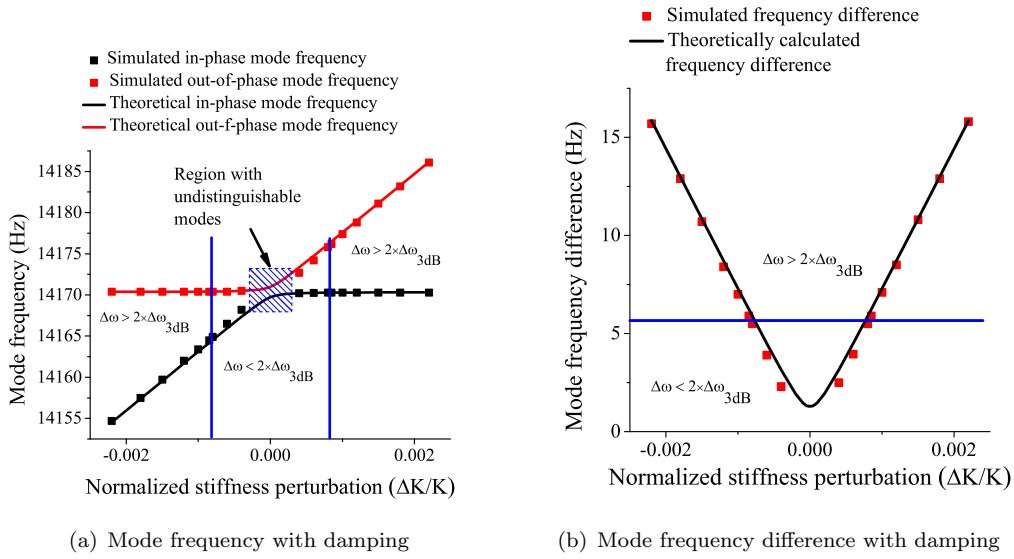 Simulated in-phase mode frequency
Simulated out-of-phase mode frequency
Theoretical in-phase mode frequency
Theoretical out-f-phase mode frequency
Mode frequency (Hz)
14185
14180
14175
14170
14165
14160
14155
Region with
undistinguishable
modes
Δω > 2×Δω3dB
Δω > 2×Δω3dB
Δω < 2×Δω3dB
-0.002 0.000 0.002
Normalized stiffness perturbation (ΔK/K)
(a) Mode frequency with damping
Simulated frequency difference
Theoretically calculated
frequency difference
Mode frequency difference (Hz)
15
10
5
0
Δω > 2×Δω3dB
Δω < 2×Δω3dB
-0.002 0.000 0.002
Normalized stiffness perturbation (ΔK/K)
(b) Mode frequency difference with damping